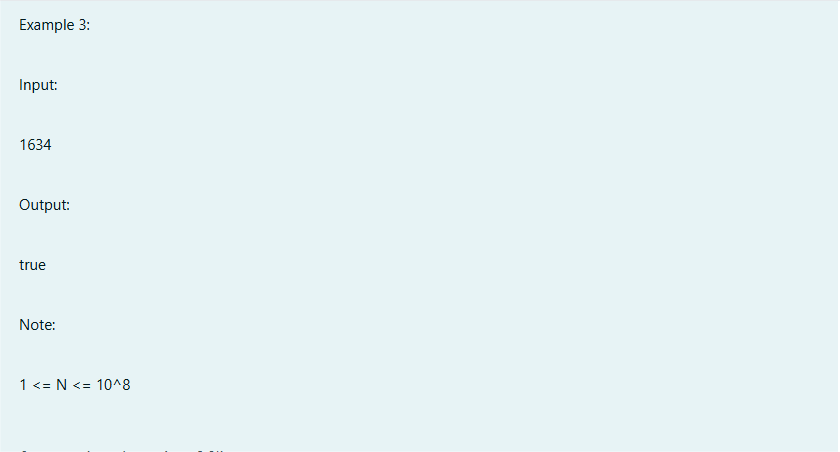 Example 3:
Input:
1634
Output:
true
Note:
1 <= N <= 10^8